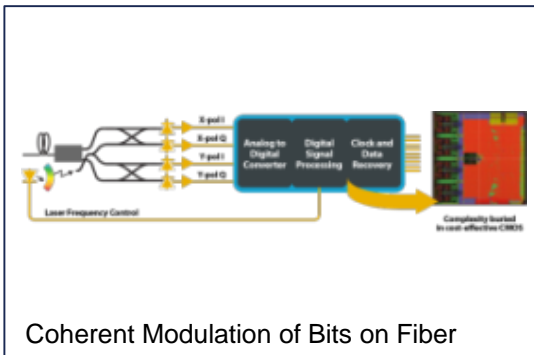 X-pol I
X-pol Q
Y-pol I
Y-pol Q
Analog to
Digital
Converter
Digital
Signal
Processing
Clock and
Data
Recovery
Laser Frequency Control
Complexity buried
in cost-effective CMOS
Coherent Modulation of Bits on Fiber